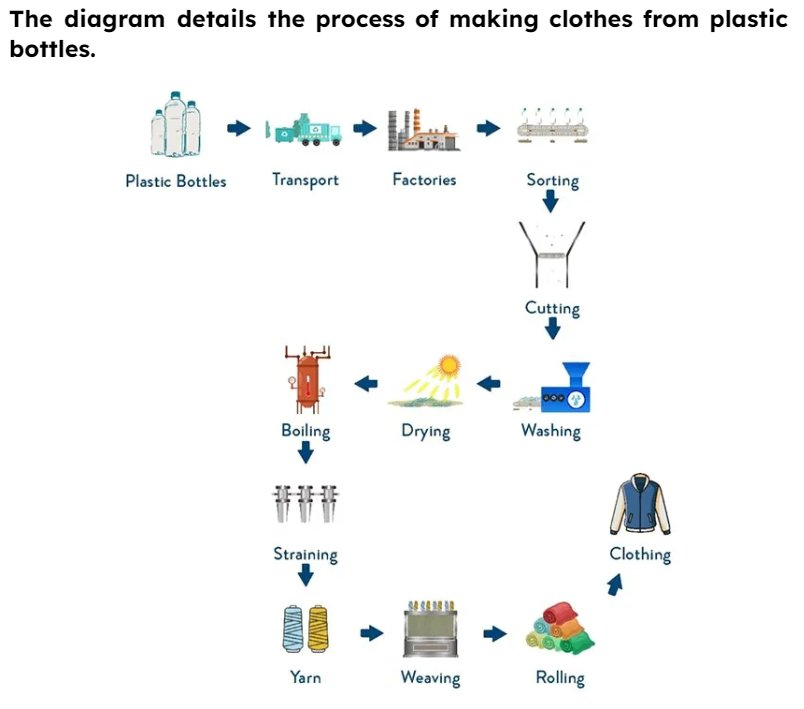 The diagram details the process of making clothes from plastic
bottles.
Plastic Bottles
Transport
Factories
Sorting
Cutting
Washing
Drying
Boiling
Straining
Yarn
Weaving
Rolling
Clothing